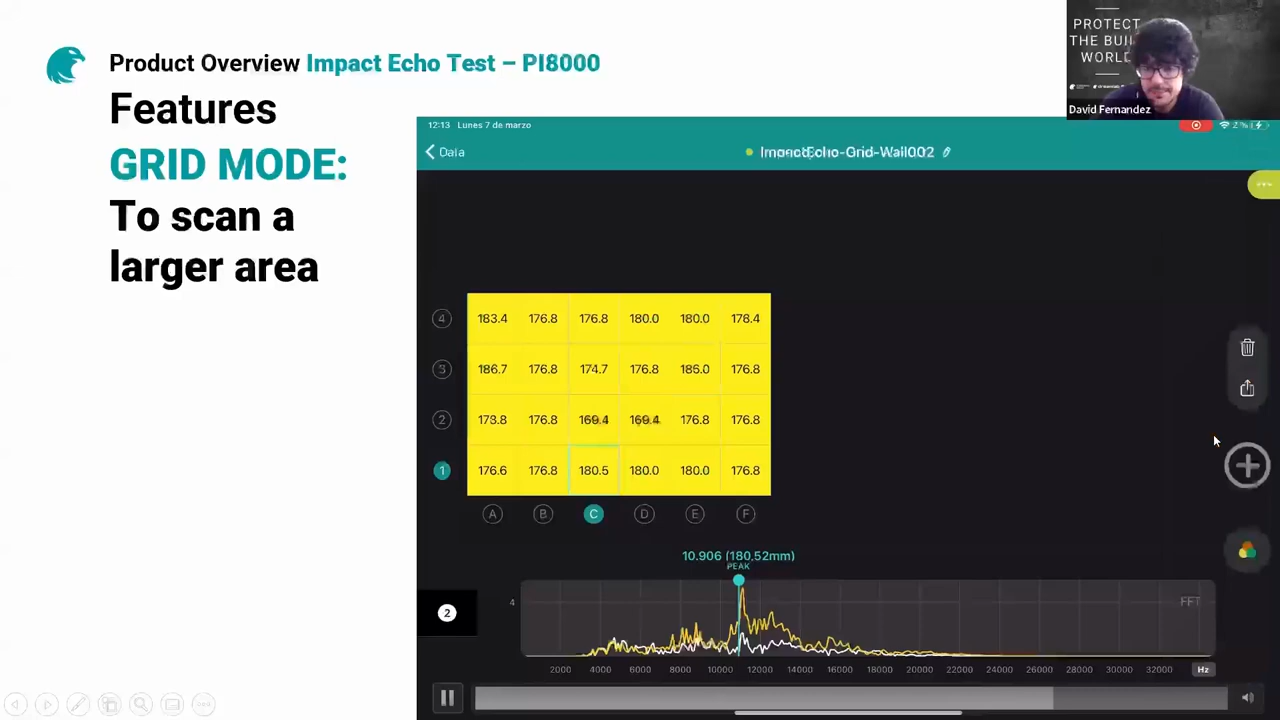 Product Overview Impact Echo Test – PI8000
Features
GRID MODE:
To scan a
larger area
PROTECT
THE BUI
WORL
David Fernandez
12:13 Lunes 7 de marzo
2%
Data
ImpactEcho-Grid-Wall002
4 183.4 176.8 176.8 180.0 180.0 178.4
3 186.7 176.8 174.7 176.8 185.0 176.8
2 173.8 176.8 169.4 169.4 176.8 176.8
1 176.6 176.8 180.5 180.0 180.0 176.8
A B C D E F
10.906 (180,52mm)
PEAK
2
4
FFT
2000 4000 6000 8000 10000 12000 14000 16000 18000 20000 22000 24000 26000 28000 30000 32000 Hz